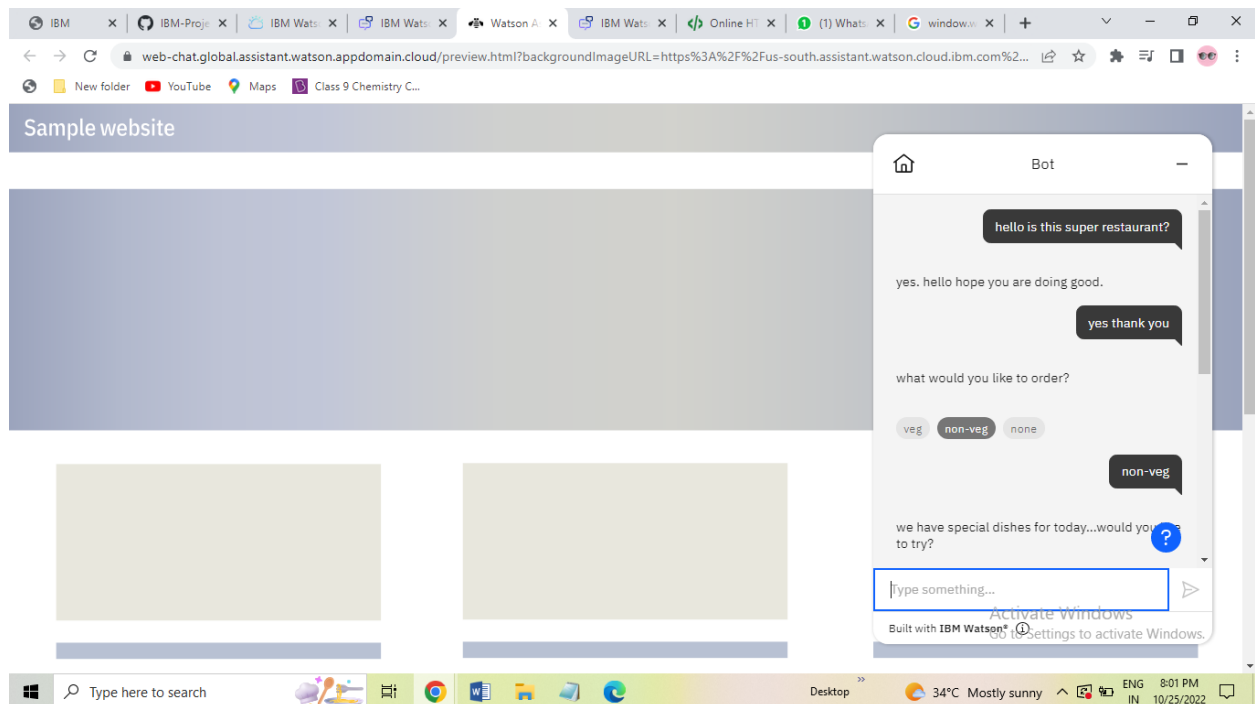 IBM
IBM-Proje
IBM Wats
IBM Wats
Watson A
IBM Wats
Online HT
(1) Whats
window.w
web-chat.global.assistant.watson.appdomain.cloud/preview.html?backgroundImageURL=https%3A%2F%2Fus-south.assistant.watson.cloud.ibm.com%2...
New folder
YouTube
Maps
Class 9 Chemistry C...
Sample website
Bot
hello is this super restaurant?
yes. hello hope you are doing good.
yes thank you
what would you like to order?
veg non-veg none
non-veg
we have special dishes for today...would you
to try?
?
Type something...
Built with IBM Watson®
Activate Windows
Go to Settings to activate Windows.
Type here to search
Desktop
34°C Mostly sunny
ENG
IN
8:01 PM
10/25/2022